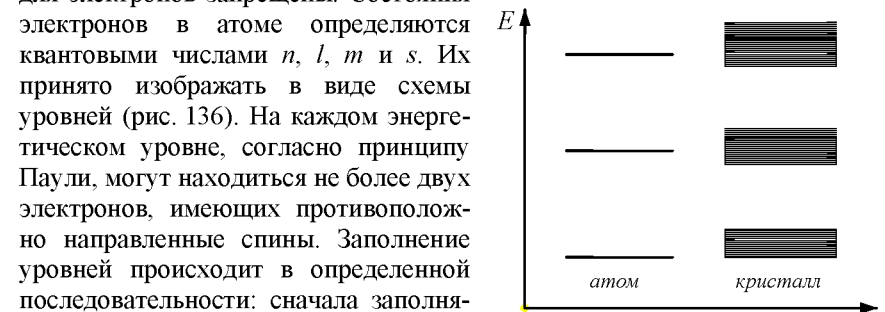 для электронов запрещены. Состояния
электронов в атоме определяются
квантовыми числами n, l, m и s. Их
принято изображать в виде схемы
уровней (рис. 136). На каждом энерге-
тическом уровне, согласно принципу
Паули, могут находиться не более двух
электронов, имеющих противополож-
но направленные спины. Заполнение
уровней происходит в определенной
последовательности: сначала заполня-
E
атом
кристалл